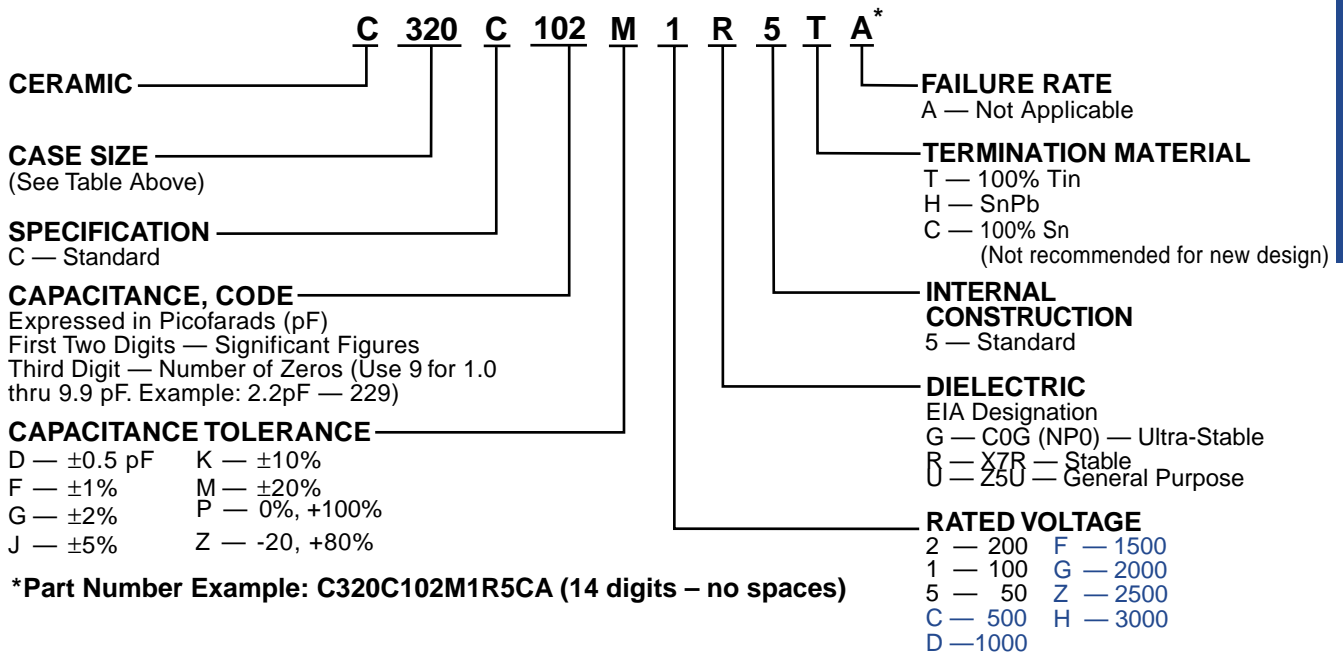 C 320 C 102 M 1 R 5 T A*
CERAMIC
CASE SIZE
(See Table Above)
SPECIFICATION
C — Standard
CAPACITANCE, CODE
Expressed in Picofarads (pF)
First Two Digits — Significant Figures
Third Digit — Number of Zeros (Use 9 for 1.0
thru 9.9 pF. Example: 2.2pF — 229)
CAPACITANCE TOLERANCE
D — ±0.5 pF K — ±10%
F — ±1% M — ±20%
G — ±2% P — 0%, +100%
J — ±5% Z — -20, +80%
FAILURE RATE
A — Not Applicable
TERMINATION MATERIAL
T — 100% Tin
H — SnPb
C — 100% Sn
(Not recommended for new design)
INTERNAL
CONSTRUCTION
5 — Standard
DIELECTRIC
EIA Designation
G — C0G (NP0) — Ultra-Stable
R — X7R — Stable
U — Z5U — General Purpose
RATED VOLTAGE
2 — 200 F — 1500
1 — 100 G — 2000
5 — 50 Z — 2500
C — 500 H — 3000
D —1000
*Part Number Example: C320C102M1R5CA (14 digits – no spaces)